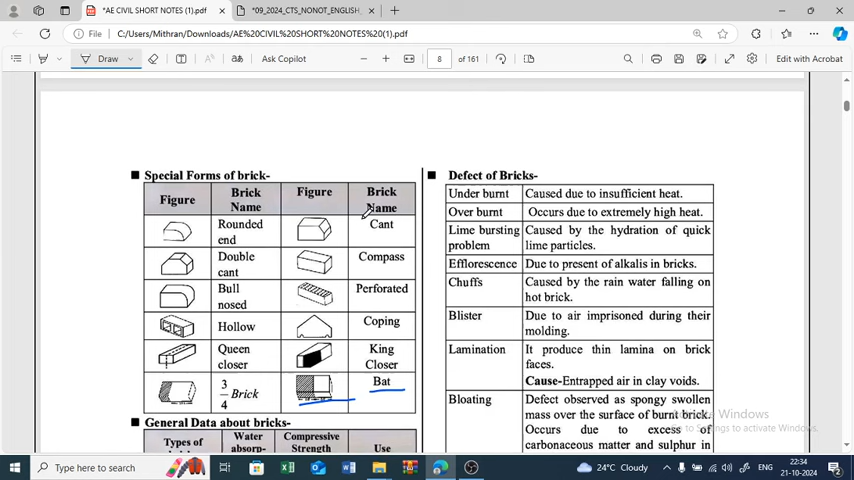 *AE CIVIL SHORT NOTES (1).pdf
*09_2024_CTS_NONOT_ENGLISH_
File
C:/Users/Mithran/Downloads/AE%20CIVIL%20SHORT%20NOTES%20(1).pdf
Draw
Ask Copilot
8 of 161
Edit with Acrobat
Special Forms of brick-
Figure
Brick
Name
Figure
Brick
Name
Rounded
end
Cant
Double
cant
Compass
Bull
nosed
Perforated
Hollow
Coping
Queen
closer
King
Closer
3/4 Brick
Bat
General Data about bricks-
Types of
Water
absorp-
Compressive
Strength
Use
Defect of Bricks-
Under burnt
Caused due to insufficient heat.
Over burnt
Occurs due to extremely high heat.
Lime bursting
problem
Caused by the hydration of quick
lime particles.
Efflorescence
Due to present of alkalis in bricks.
Chuffs
Caused by the rain water falling on
hot brick.
Blister
Due to air imprisoned during their
molding.
Lamination
It produce thin lamina on brick
faces.
Cause-Entrapped air in clay voids.
Bloating
Defect observed as spongy swollen
mass over the surface of burnt brick.
Occurs due to excess of
carbonaceous matter and sulphur in
Activate Windows
Go to Settings to activate Windows.
Type here to search
24°C Cloudy
ENG
22:34
21-10-2024